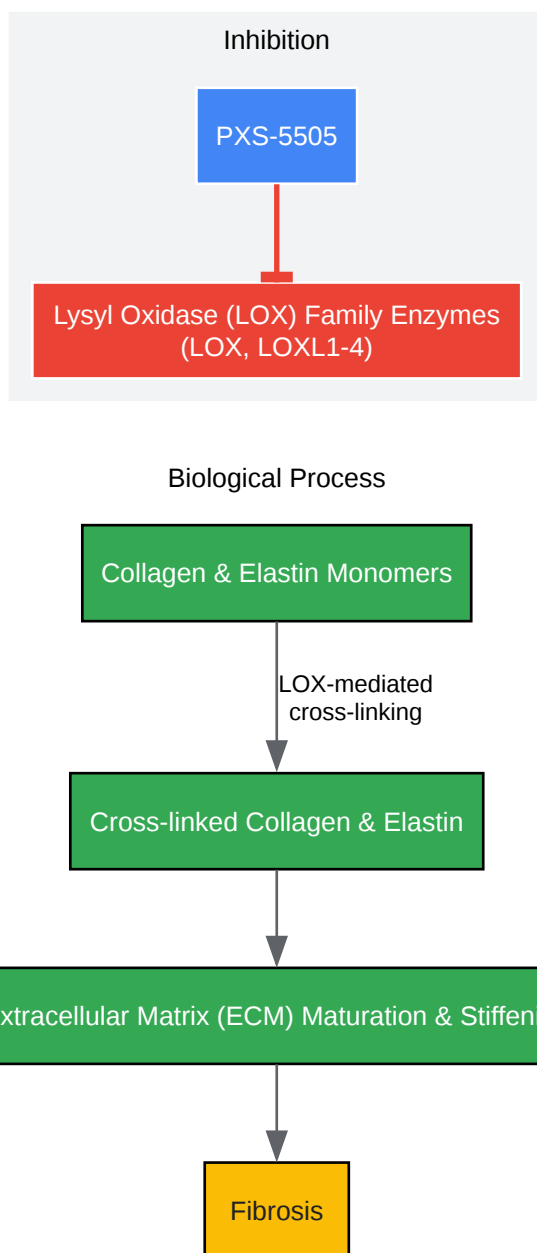 Inhibition
PXS-5505
Lysyl Oxidase (LOX) Family Enzymes
(LOX, LOXL1-4)
Biological Process
Collagen & Elastin Monomers
LOX-mediated
cross-linking
Cross-linked Collagen & Elastin
xtracellular Matrix (ECM) Maturation & Stiffeni
Fibrosis